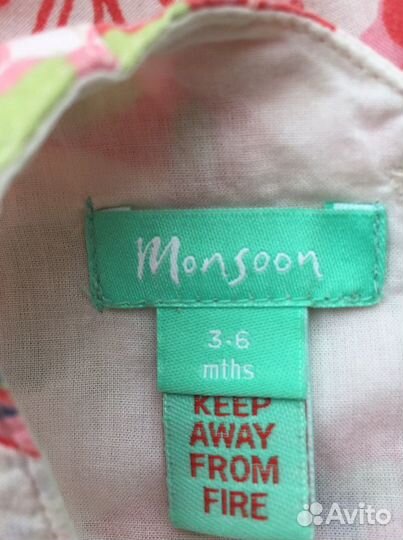 Monsoon
3-6
mths
KEEP
AWAY
FROM
FIRE
Avito